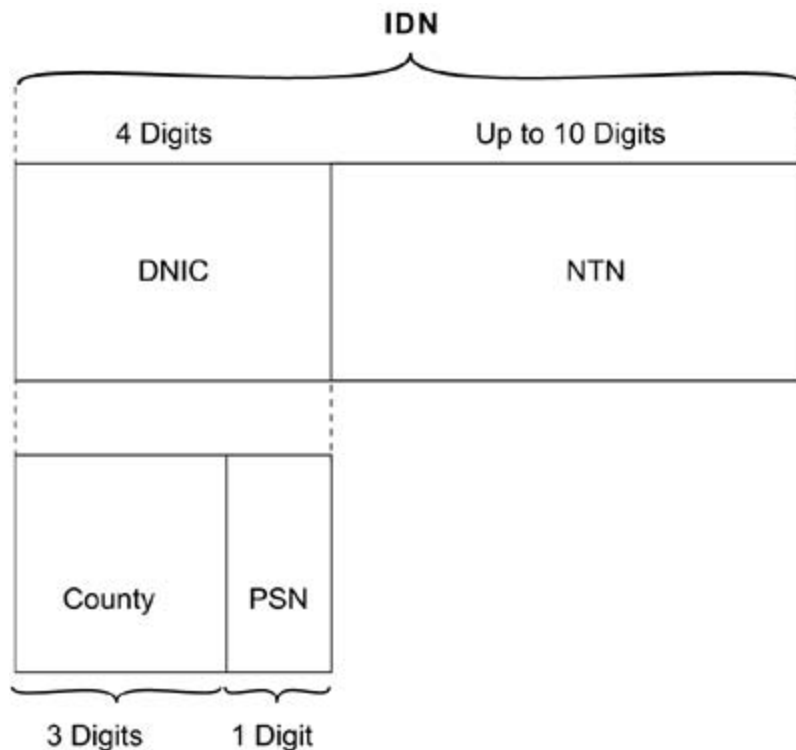 IDN
4 Digits Up to 10 Digits
DNIC NTN
County PSN
3 Digits 1 Digit